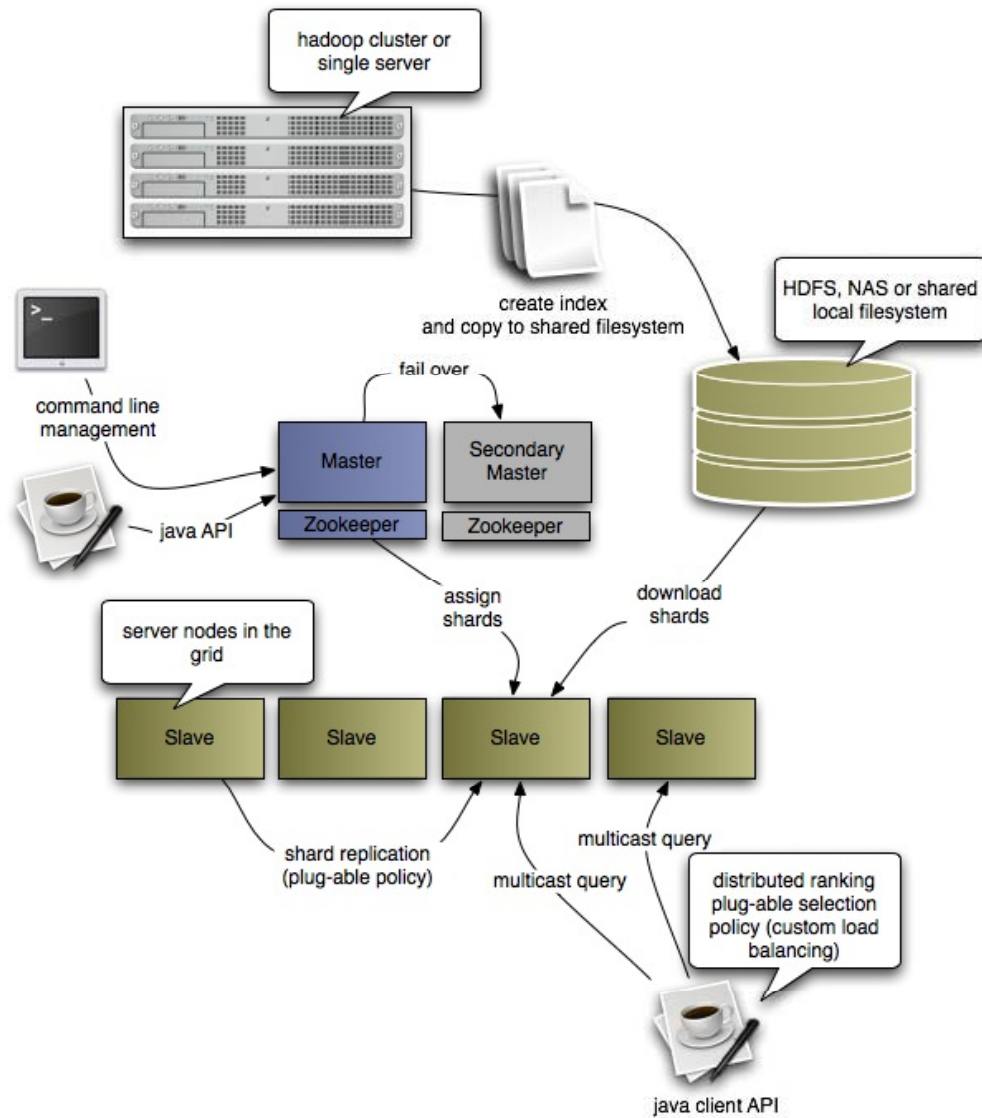 hadoop cluster or
single server
create index
and copy to shared filesystem
HDFS, NAS or shared
local filesystem
>_
command line
management
fail over
Master
Secondary
Master
java API
Zookeeper
Zookeeper
assign
shards
download
shards
server nodes in the
grid
Slave
Slave
Slave
Slave
shard replication
(plug-able policy)
multicast query
multicast query
distributed ranking
plug-able selection
policy (custom load
balancing)
java client API